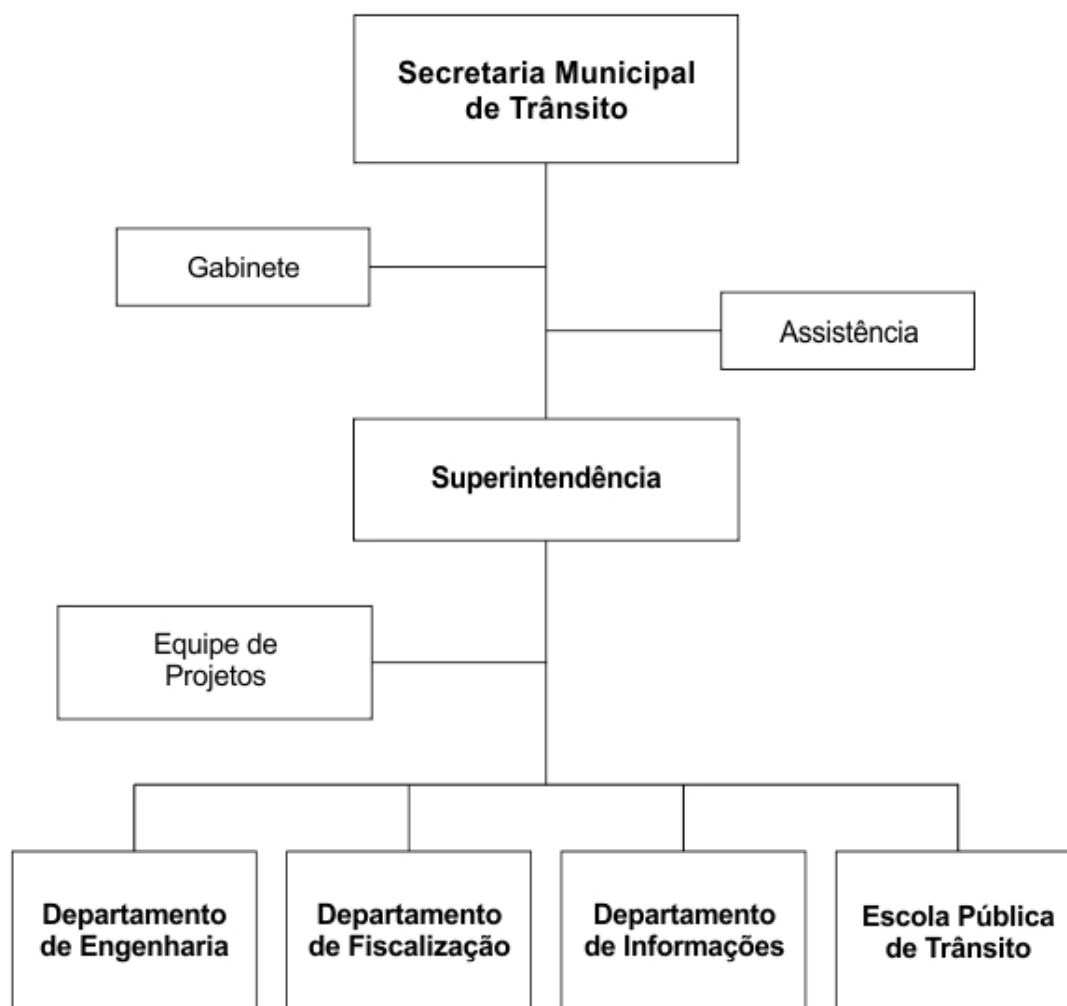 Secretaria Municipal
de Trânsito
Gabinete
Assistência
Superintendência
Equipe de
Projetos
Departamento
de Engenharia
Departamento
de Fiscalização
Departamento
de Informações
Escola Pública
de Trânsito